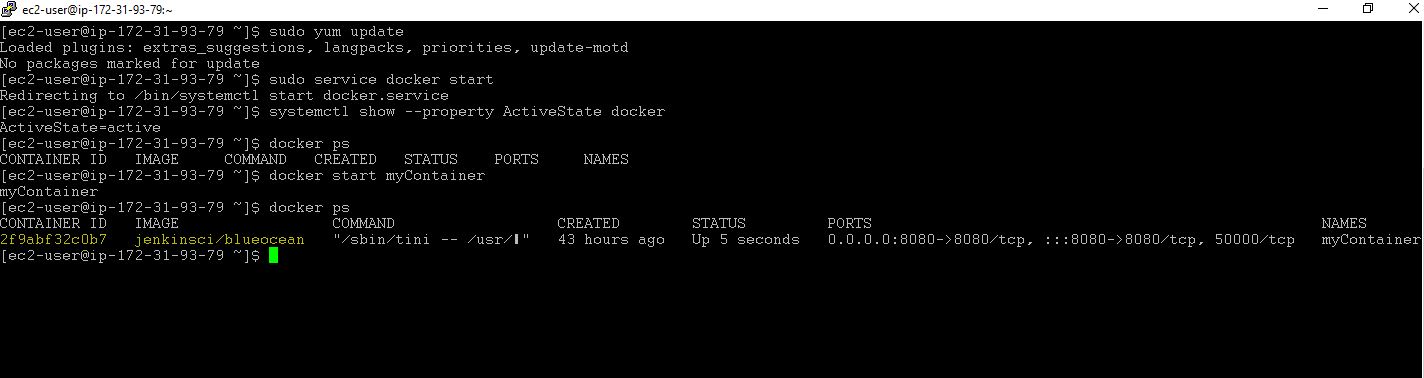 ec2-user@ip-172-31-93-79:~
[ec2-user@ip-172-31-93-79 ~]$ sudo yum update
Loaded plugins: extras_suggestions, langpacks, priorities, update-motd
No packages marked for update
[ec2-user@ip-172-31-93-79 ~]$ sudo service docker start
Redirecting to /bin/systemctl start docker.service
[ec2-user@ip-172-31-93-79 ~]$ systemctl show --property ActiveState docker
ActiveState=active
[ec2-user@ip-172-31-93-79 ~]$ docker ps
CONTAINER ID   IMAGE     COMMAND   CREATED   STATUS    PORTS     NAMES
[ec2-user@ip-172-31-93-79 ~]$ docker start myContainer
myContainer
[ec2-user@ip-172-31-93-79 ~]$ docker ps
CONTAINER ID   IMAGE                 COMMAND                  CREATED        STATUS         PORTS                                                  NAMES
2f9abf32c0b7   jenkinsci/blueocean   "/sbin/tini -- /usr/"   43 hours ago   Up 5 seconds   0.0.0.0:8080->8080/tcp, :::8080->8080/tcp, 50000/tcp   myContainer
[ec2-user@ip-172-31-93-79 ~]$